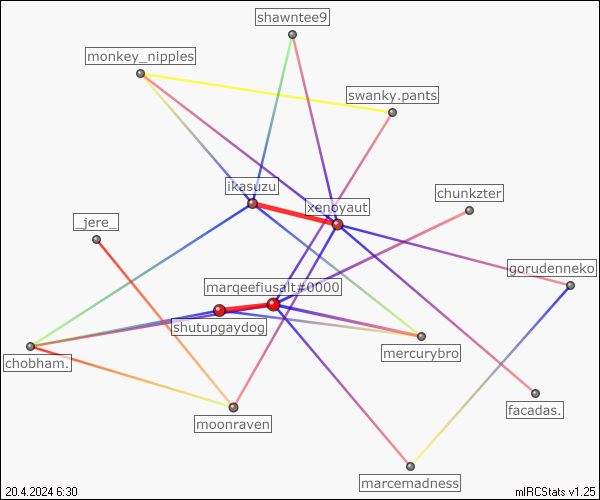 shawntee9
monkey_nipples
swanky.pants
ikasuzu
chunkzter
xenoyaut
_jere_
gorudenneko
marqeefiusalt#0000
shutupgaydog
mercurybro
chobham.
facadas.
moonraven
marcemadness
20.4.2024 6:30
mIRCStats v1.25